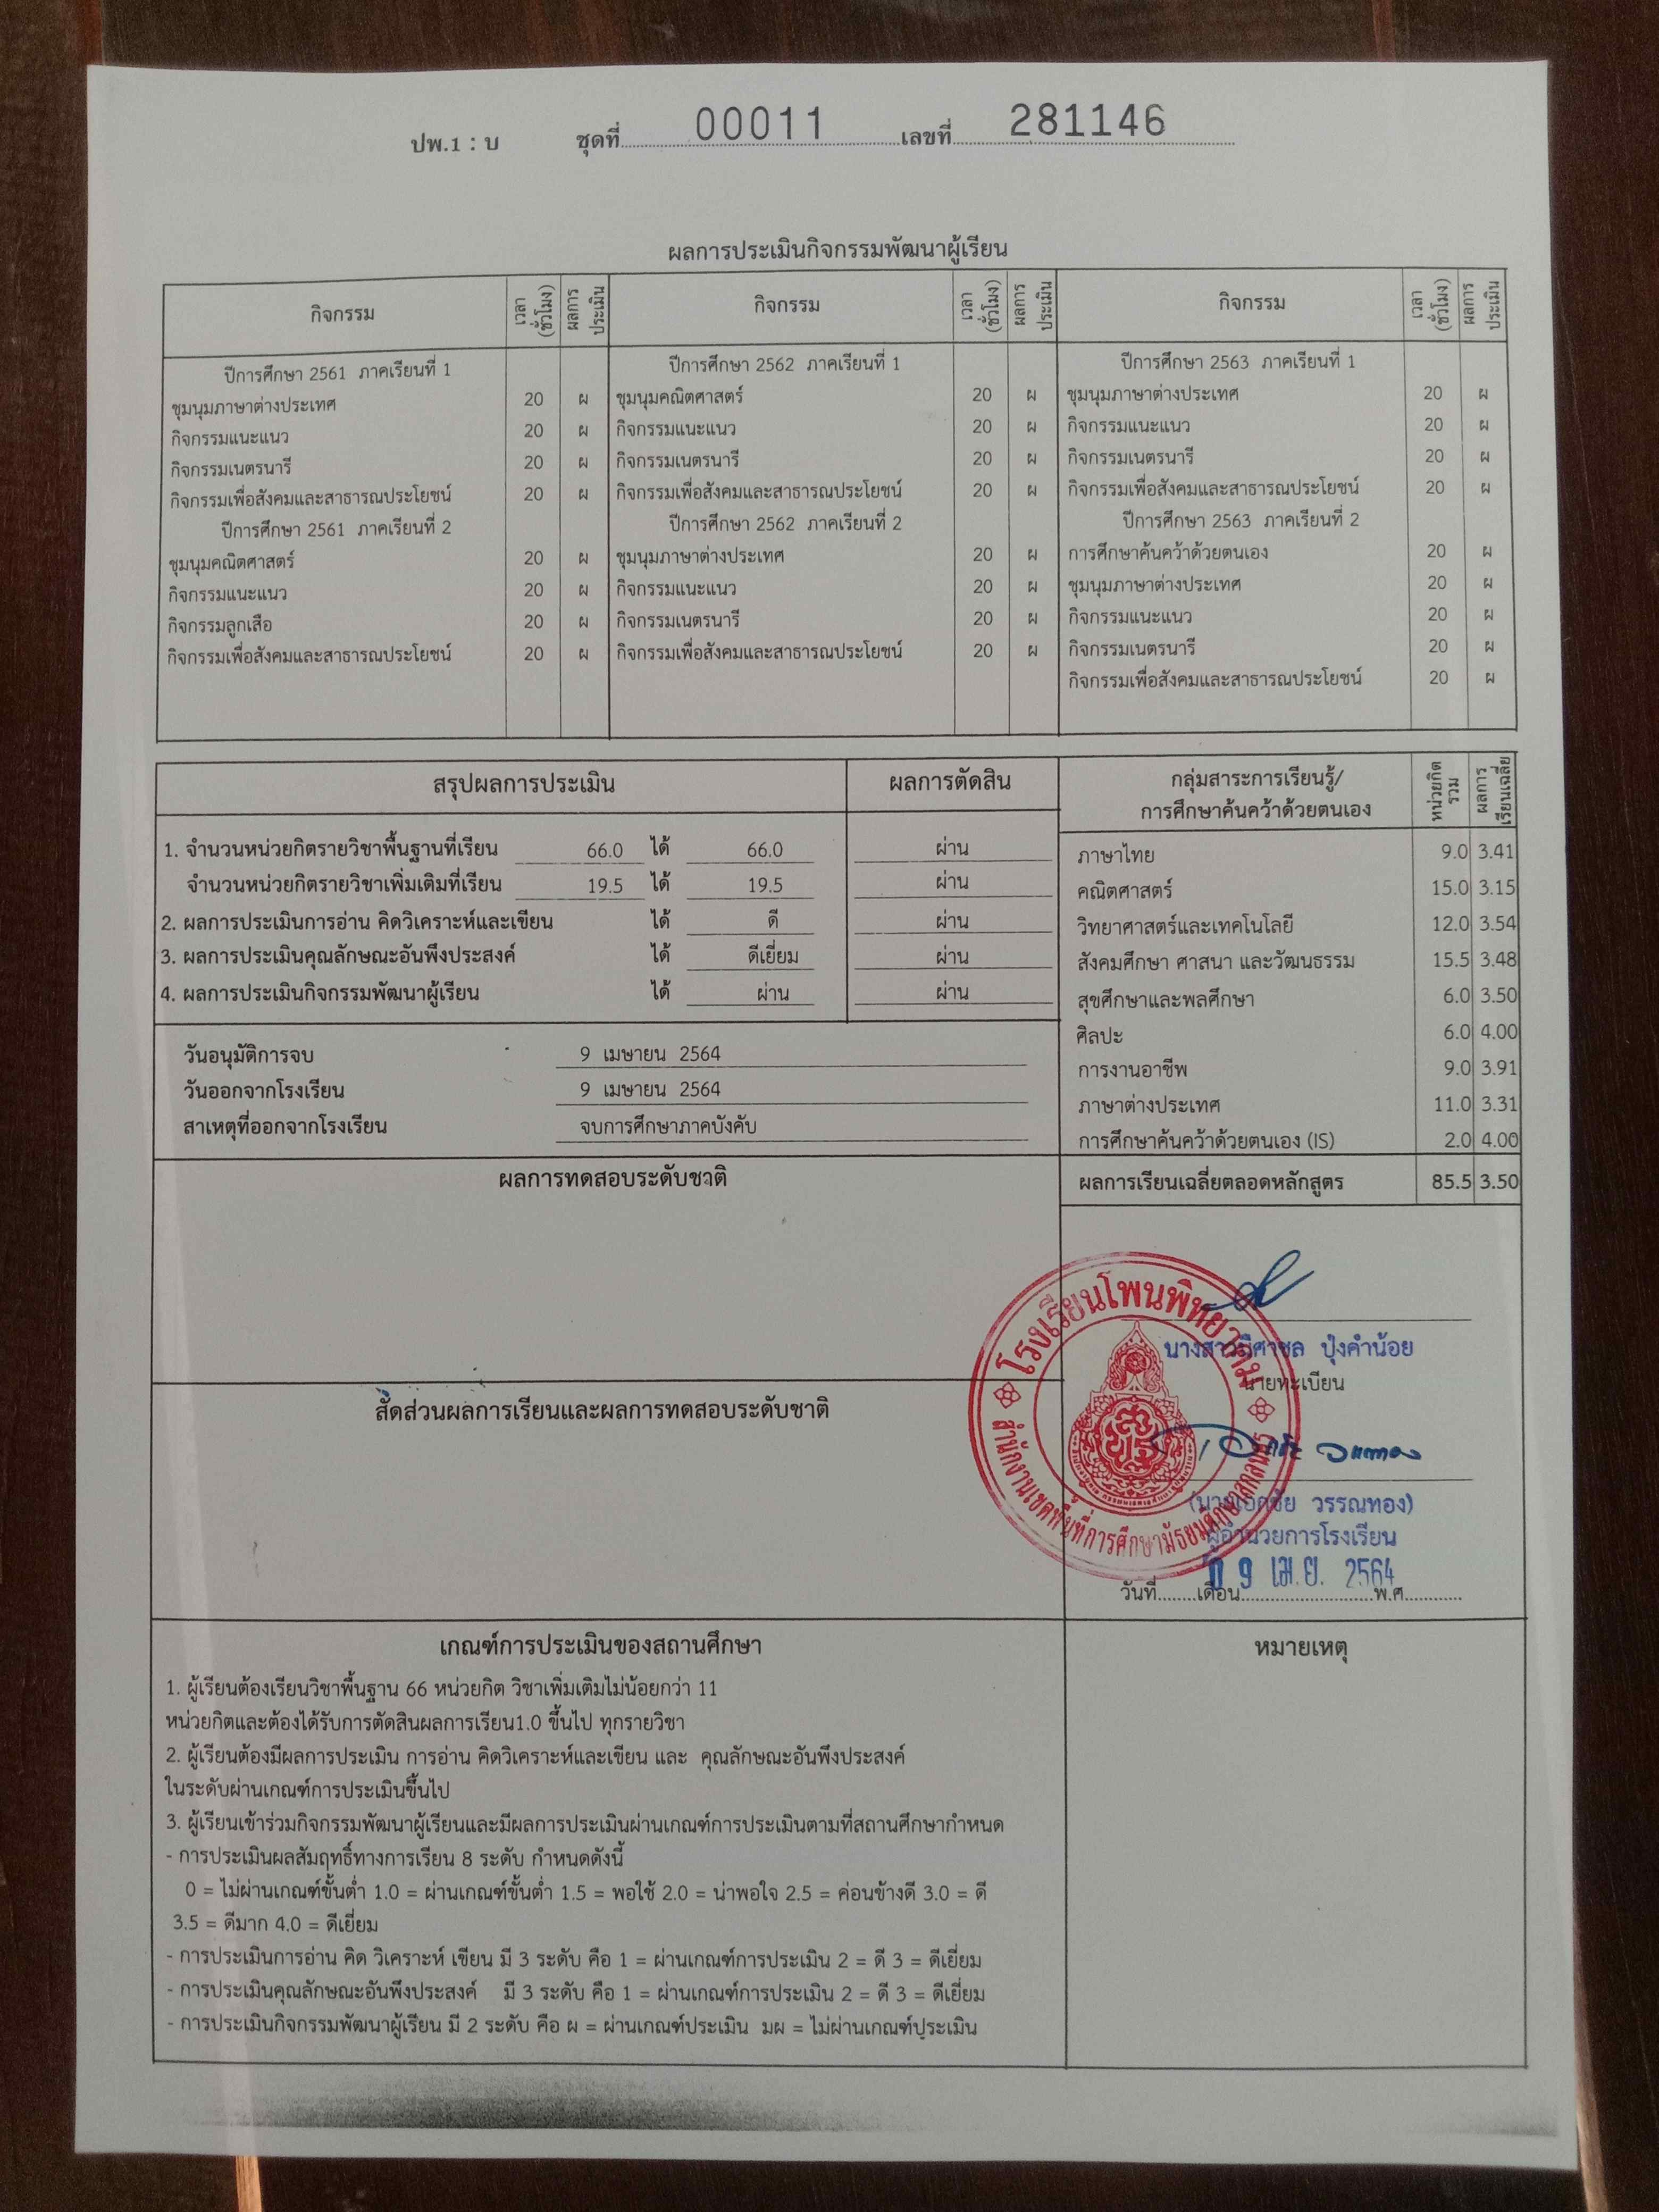 ปพ.1 : บ ชุดที่ 00011 เลขที่ 281146
ผลการประเมินกิจกรรมพัฒนาผู้เรียน
กิจกรรม เวลา (ชั่วโมง) ผลการประเมิน กิจกรรม เวลา (ชั่วโมง) ผลการประเมิน กิจกรรม เวลา (ชั่วโมง) ผลการประเมิน
ปีการศึกษา 2561 ภาคเรียนที่ 1 ปีการศึกษา 2562 ภาคเรียนที่ 1 ปีการศึกษา 2563 ภาคเรียนที่ 1
ชุมนุมภาษาต่างประเทศ 20 ผ ชุมนุมคณิตศาสตร์ 20 ผ ชุมนุมภาษาต่างประเทศ 20 ผ
กิจกรรมแนะแนว 20 ผ กิจกรรมแนะแนว 20 ผ กิจกรรมแนะแนว 20 ผ
กิจกรรมเนตรนารี 20 ผ กิจกรรมเนตรนารี 20 ผ กิจกรรมเนตรนารี 20 ผ
กิจกรรมเพื่อสังคมและสาธารณประโยชน์ 20 ผ กิจกรรมเพื่อสังคมและสาธารณประโยชน์ 20 ผ กิจกรรมเพื่อสังคมและสาธารณประโยชน์ 20 ผ
ปีการศึกษา 2561 ภาคเรียนที่ 2 ปีการศึกษา 2562 ภาคเรียนที่ 2 ปีการศึกษา 2563 ภาคเรียนที่ 2
ชุมนุมคณิตศาสตร์ 20 ผ ชุมนุมภาษาต่างประเทศ 20 ผ การศึกษาค้นคว้าด้วยตนเอง 20 ผ
กิจกรรมแนะแนว 20 ผ กิจกรรมแนะแนว 20 ผ ชุมนุมภาษาต่างประเทศ 20 ผ
กิจกรรมลูกเสือ 20 ผ กิจกรรมเนตรนารี 20 ผ กิจกรรมแนะแนว 20 ผ
กิจกรรมเพื่อสังคมและสาธารณประโยชน์ 20 ผ กิจกรรมเพื่อสังคมและสาธารณประโยชน์ 20 ผ กิจกรรมเนตรนารี 20 ผ
กิจกรรมเพื่อสังคมและสาธารณประโยชน์ 20 ผ
สรุปผลการประเมิน ผลการตัดสิน
1. จำนวนหน่วยกิตรายวิชาพื้นฐานที่เรียน 66.0 ได้ 66.0 ผ่าน
จำนวนหน่วยกิตรายวิชาเพิ่มเติมที่เรียน 19.5 ได้ 19.5 ผ่าน
2. ผลการประเมินการอ่าน คิดวิเคราะห์และเขียน ได้ ดี ผ่าน
3. ผลการประเมินคุณลักษณะอันพึงประสงค์ ได้ ดีเยี่ยม ผ่าน
4. ผลการประเมินกิจกรรมพัฒนาผู้เรียน ได้ ผ่าน ผ่าน
วันอนุมัติการจบ 9 เมษายน 2564
วันออกจากโรงเรียน 9 เมษายน 2564
สาเหตุที่ออกจากโรงเรียน จบการศึกษาภาคบังคับ
กลุ่มสาระการเรียนรู้/
การศึกษาค้นคว้าด้วยตนเอง
หน่วยกิตรวม ผลการเรียนเฉลี่ย
ภาษาไทย 9.0 3.41
คณิตศาสตร์ 15.0 3.15
วิทยาศาสตร์และเทคโนโลยี 12.0 3.54
สังคมศึกษา ศาสนา และวัฒนธรรม 15.5 3.48
สุขศึกษาและพลศึกษา 6.0 3.50
ศิลปะ 6.0 4.00
การงานอาชีพ 9.0 3.91
ภาษาต่างประเทศ 11.0 3.31
การศึกษาค้นคว้าด้วยตนเอง (IS) 2.0 4.00
ผลการเรียนเฉลี่ยตลอดหลักสูตร 85.5 3.50
ผลการทดสอบระดับชาติ
สัดส่วนผลการเรียนและผลการทดสอบระดับชาติ
โรงเรียนโพนพิทยาคม
สำนักงานเขตพื้นที่การศึกษามัธยมศึกษาสกลนคร
นางสาว ปุ้งคำน้อย
นายทะเบียน
(นายเอกชัย วรรณทอง)
ผู้อำนวยการโรงเรียน
0 9 เม.ย. 2564
วันที่........เดือน..........................พ.ศ...........
เกณฑ์การประเมินของสถานศึกษา
1. ผู้เรียนต้องเรียนวิชาพื้นฐาน 66 หน่วยกิต วิชาเพิ่มเติมไม่น้อยกว่า 11
หน่วยกิตและต้องได้รับการตัดสินผลการเรียน1.0 ขึ้นไป ทุกรายวิชา
2. ผู้เรียนต้องมีผลการประเมิน การอ่าน คิดวิเคราะห์และเขียน และ คุณลักษณะอันพึงประสงค์
ในระดับผ่านเกณฑ์การประเมินขึ้นไป
3. ผู้เรียนเข้าร่วมกิจกรรมพัฒนาผู้เรียนและมีผลการประเมินผ่านเกณฑ์การประเมินตามที่สถานศึกษากำหนด
- การประเมินผลสัมฤทธิ์ทางการเรียน 8 ระดับ กำหนดดังนี้
0 = ไม่ผ่านเกณฑ์ขั้นต่ำ 1.0 = ผ่านเกณฑ์ขั้นต่ำ 1.5 = พอใช้ 2.0 = น่าพอใจ 2.5 = ค่อนข้างดี 3.0 = ดี
3.5 = ดีมาก 4.0 = ดีเยี่ยม
- การประเมินการอ่าน คิด วิเคราะห์ เขียน มี 3 ระดับ คือ 1 = ผ่านเกณฑ์การประเมิน 2 = ดี 3 = ดีเยี่ยม
- การประเมินคุณลักษณะอันพึงประสงค์ มี 3 ระดับ คือ 1 = ผ่านเกณฑ์การประเมิน 2 = ดี 3 = ดีเยี่ยม
- การประเมินกิจกรรมพัฒนาผู้เรียน มี 2 ระดับ คือ ผ = ผ่านเกณฑ์ประเมิน มผ = ไม่ผ่านเกณฑ์ประเมิน
หมายเหตุ